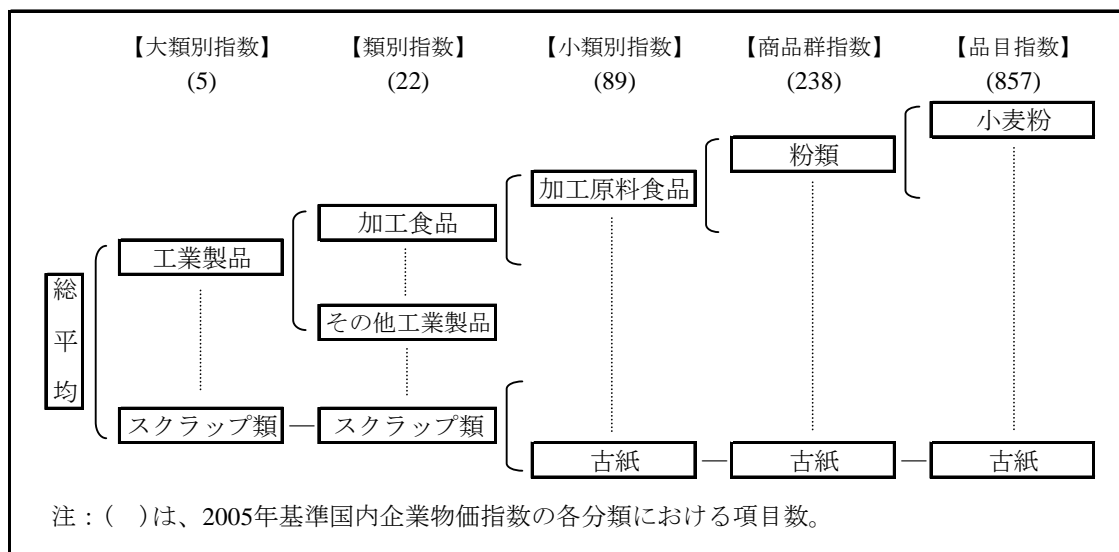 【大類別指数】 【類別指数】 【小類別指数】 【商品群指数】 【品目指数】
(5) (22) (89) (238) (857)
小麦粉
粉類
加工原料食品
加工食品
工業製品
総平均
その他工業製品
スクラップ類 ― スクラップ類
古紙 ― 古紙 ― 古紙
注：(　)は、2005年基準国内企業物価指数の各分類における項目数。